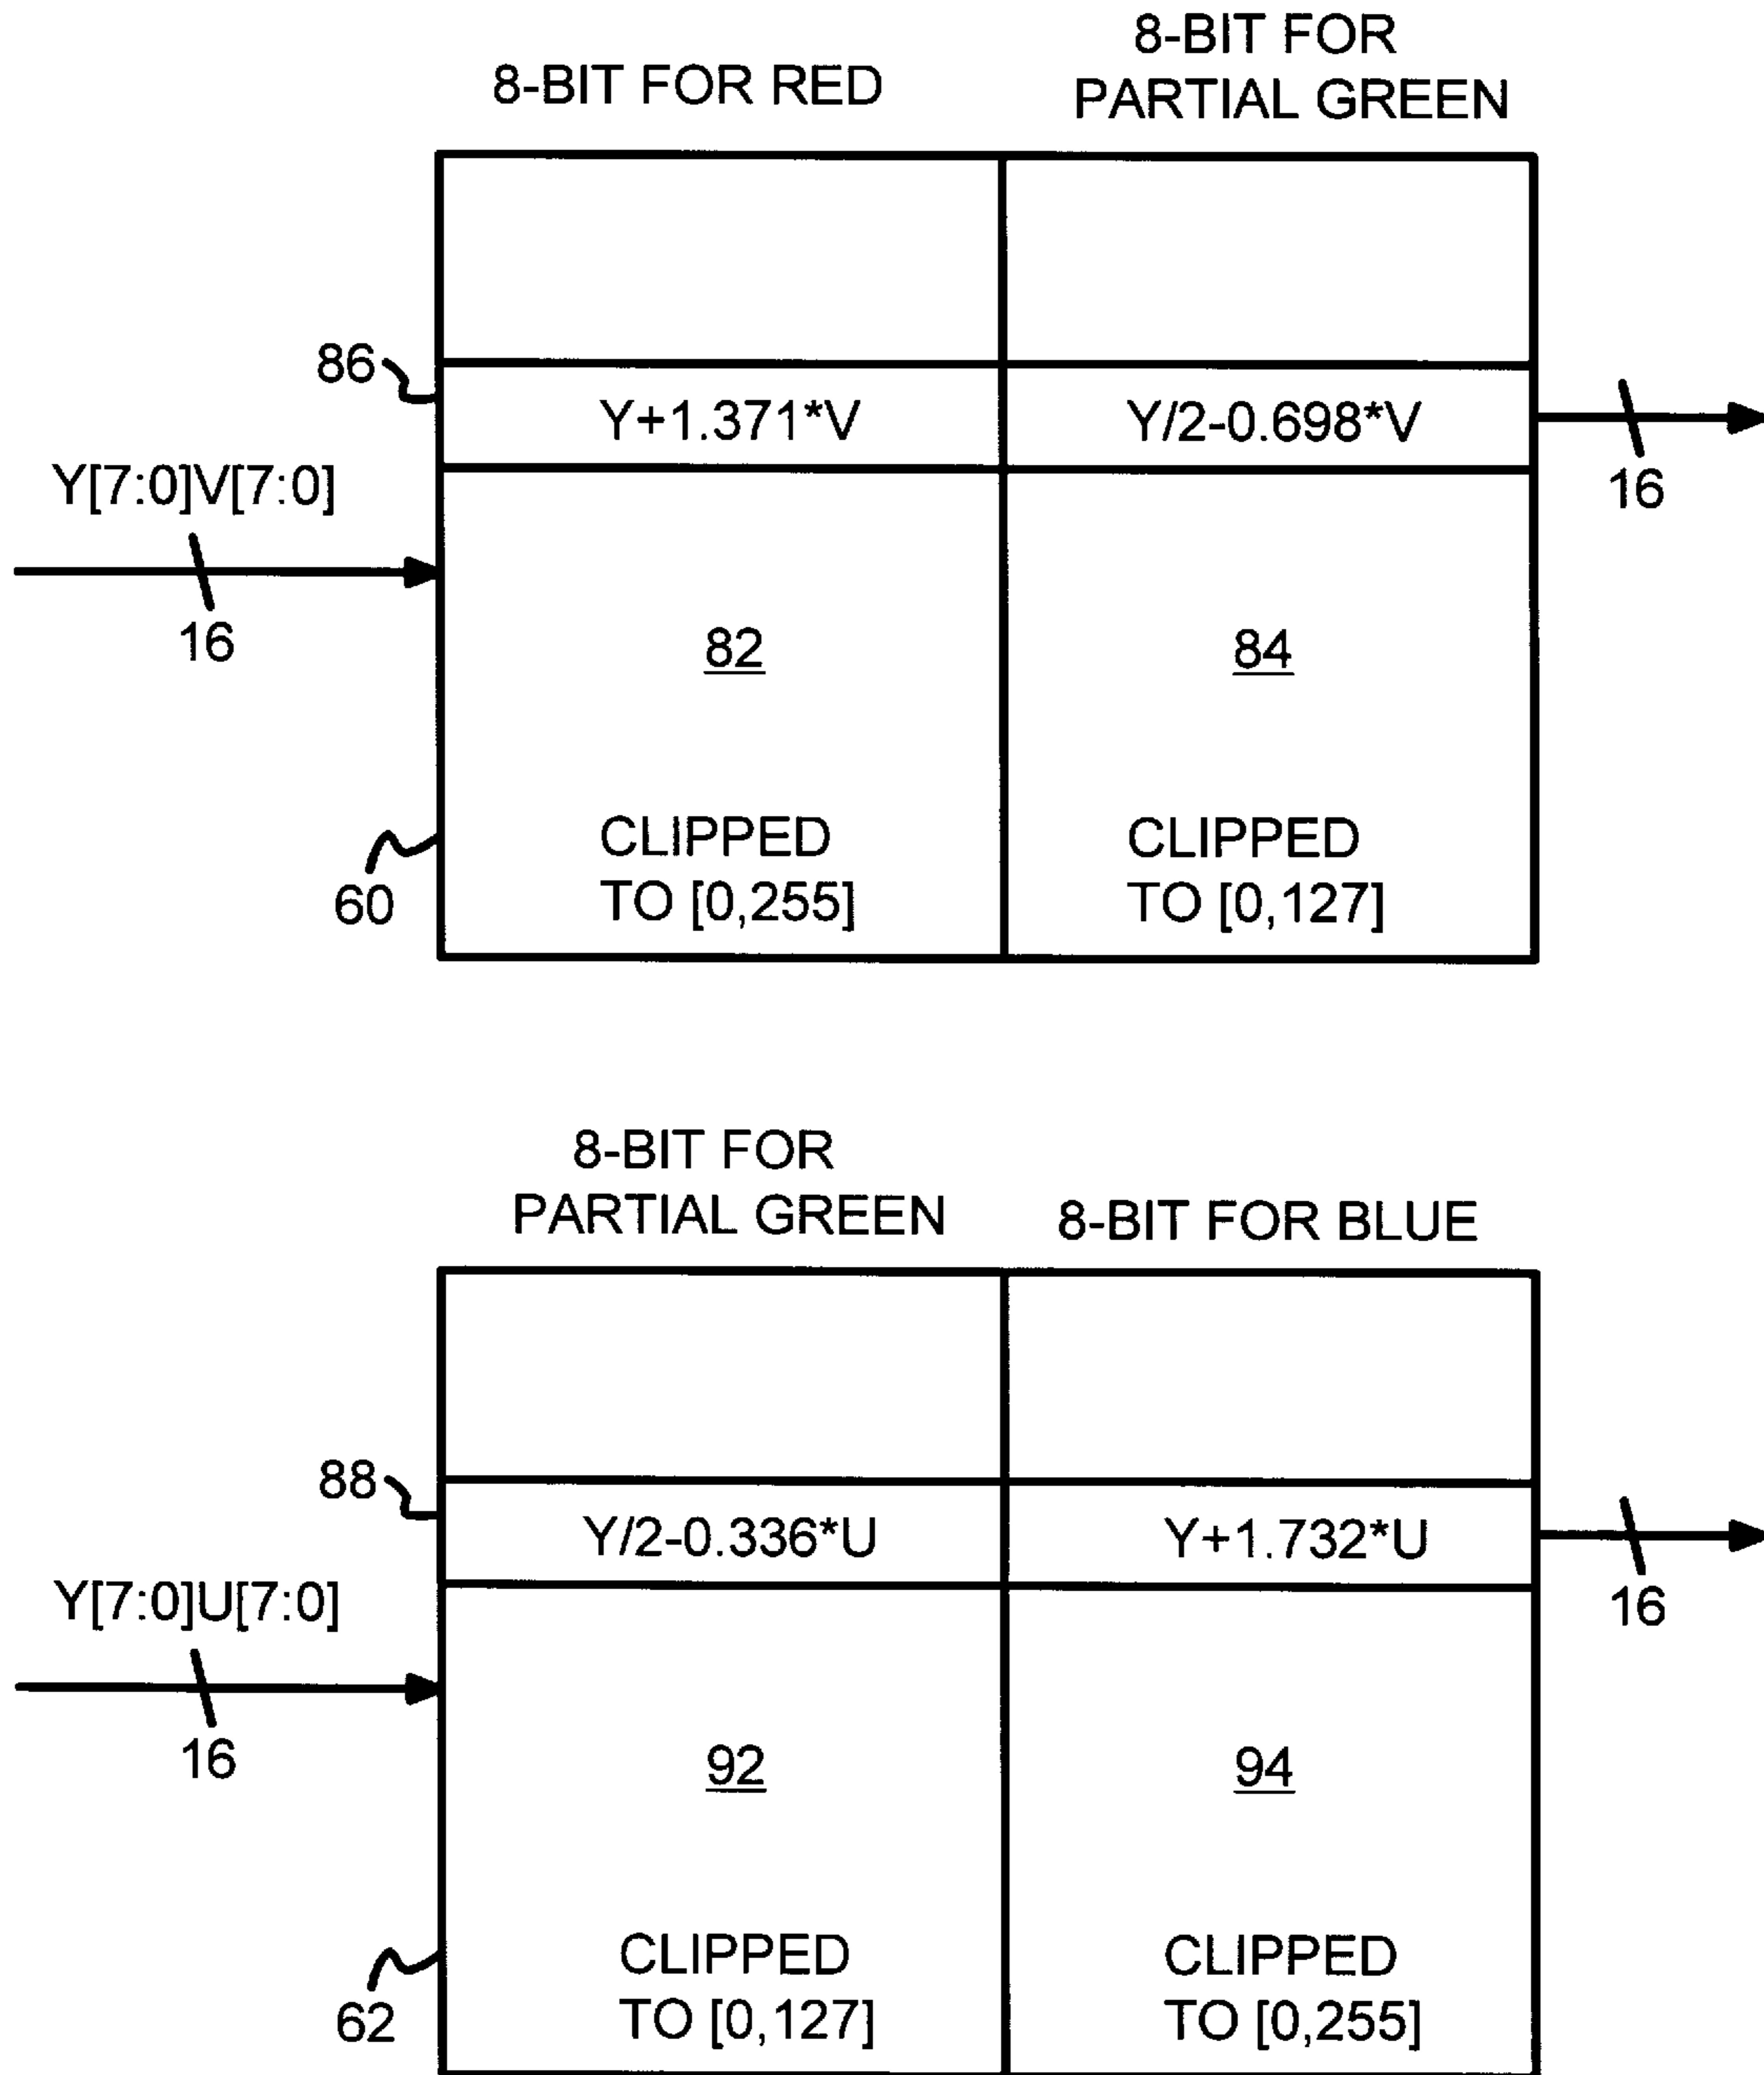 8-BIT FOR RED
8-BIT FOR
PARTIAL GREEN
86
Y+1.371*V
Y/2-0.698*V
16
Y[7:0]V[7:0]
16
82
84
60
CLIPPED
TO [0,255]
CLIPPED
TO [0,127]
8-BIT FOR
PARTIAL GREEN
8-BIT FOR BLUE
88
Y/2-0.336*U
Y+1.732*U
16
Y[7:0]U[7:0]
16
92
94
62
CLIPPED
TO [0,127]
CLIPPED
TO [0,255]